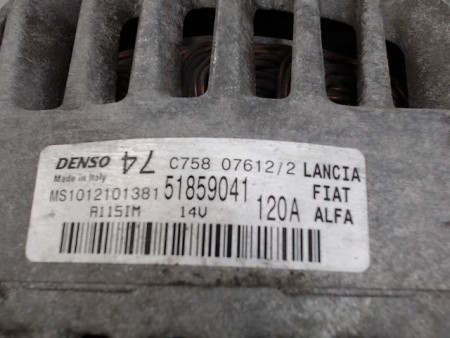 DENSO 74 C758 07612/2 LANCIA
Made in Italy FIAT
MS1012101381 51859041 120A ALFA
A115IM 14V